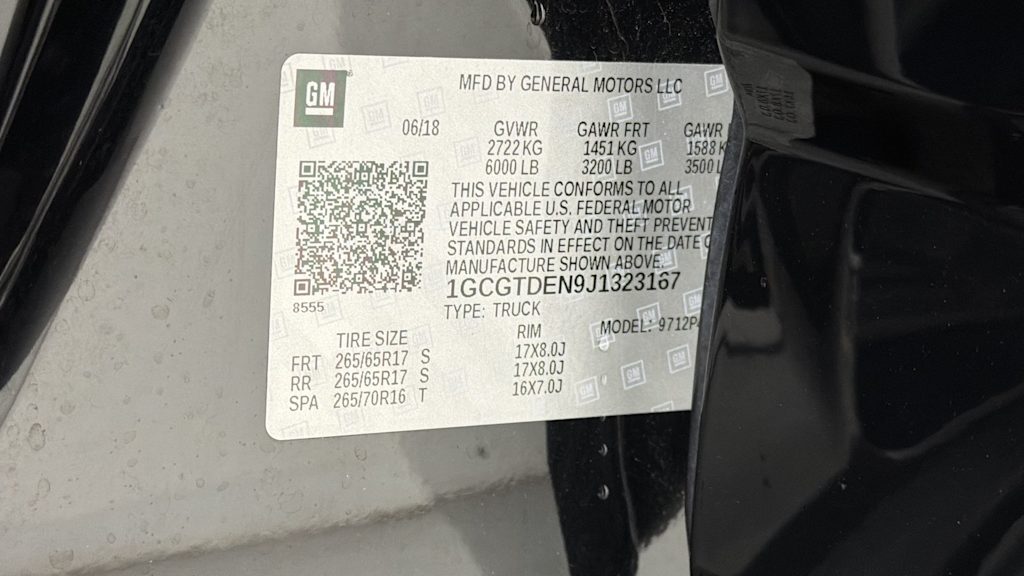 GM
MFD BY GENERAL MOTORS LLC
06/18 GVWR GAWR FRT GAWR
2722 KG 1451 KG 1588 K
6000 LB 3200 LB 3500 L
THIS VEHICLE CONFORMS TO ALL
APPLICABLE U.S. FEDERAL MOTOR
VEHICLE SAFETY AND THEFT PREVENT
STANDARDS IN EFFECT ON THE DATE O
MANUFACTURE SHOWN ABOVE.
1GCGTDEN9J1323167
8555
TYPE: TRUCK
MODEL: 9712P4
TIRE SIZE RIM
FRT 265/65R17 S 17X8.0J
RR 265/65R17 S 17X8.0J
SPA 265/70R16 T 16X7.0J